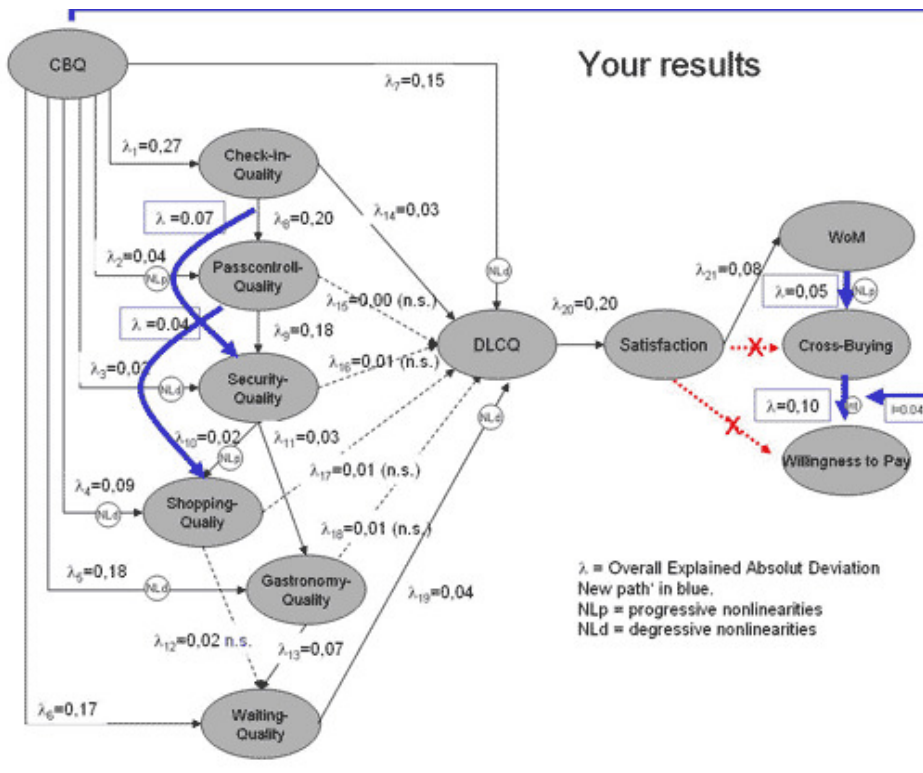 Your results
CBQ
λ7=0,15
λ1=0,27
Check-in-
Quality
λ =0.07
λ8=0,20
λ14=0,03
λ2=0,04
NLp
Passcontroll-
Quality
NLd
λ15=0,00 (n.s.)
λ =0.04
λ9=0,18
λ16=0,01 (n.s.)
DLCQ
λ20=0,20
Satisfaction
λ21=0,08
WoM
λ=0,05
NLp
Cross-Buying
X
λ=0,10
Int
l=0.04
X
Willingness to Pay
NLd
Security-
Quality
NLd
λ10=0,02
NLp
λ11=0,03
λ17=0,01 (n.s.)
λ4=0,09
NLd
Shopping-
Qualiy
λ18=0,01 (n.s.)
λ5=0,18
NLd
Gastronomy-
Quality
λ19=0,04
λ12=0,02 n.s.
λ13=0,07
λ6=0,17
Waiting-
Quality
λ = Overall Explained Absolut Deviation
New path' in blue.
NLp = progressive nonlinearities
NLd = degressive nonlinearities